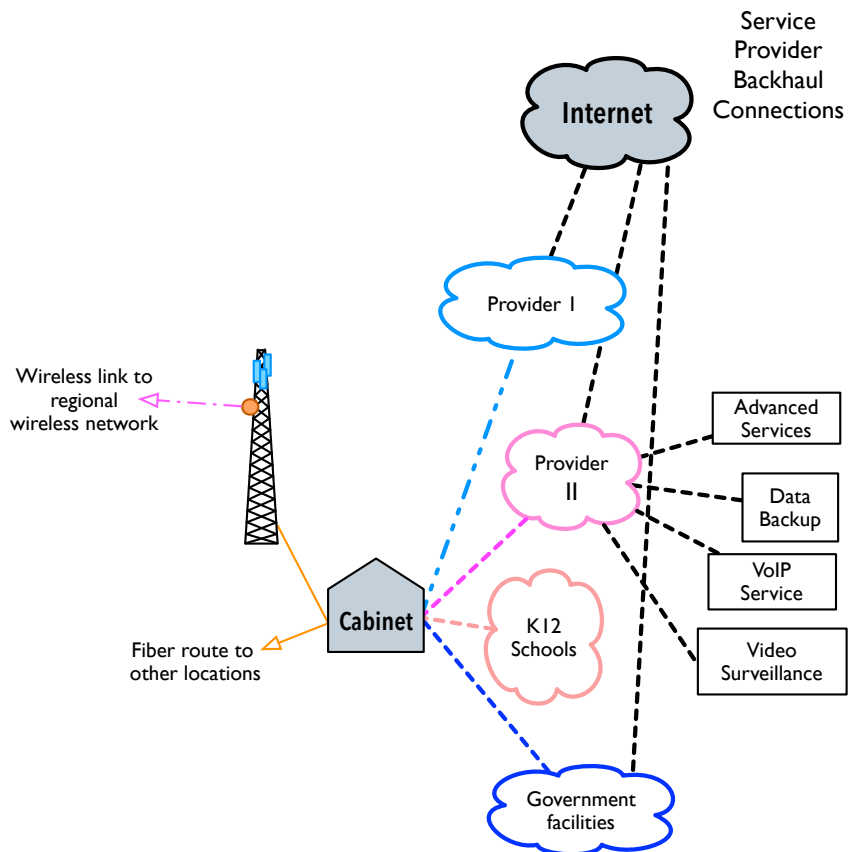 Service
Provider
Backhaul
Connections
Internet
Provider I
Wireless link to
regional
wireless network
Advanced
Services
Provider
II
Data
Backup
VoIP
Service
Cabinet
K12
Schools
Fiber route to
other locations
Video
Surveillance
Government
facilities